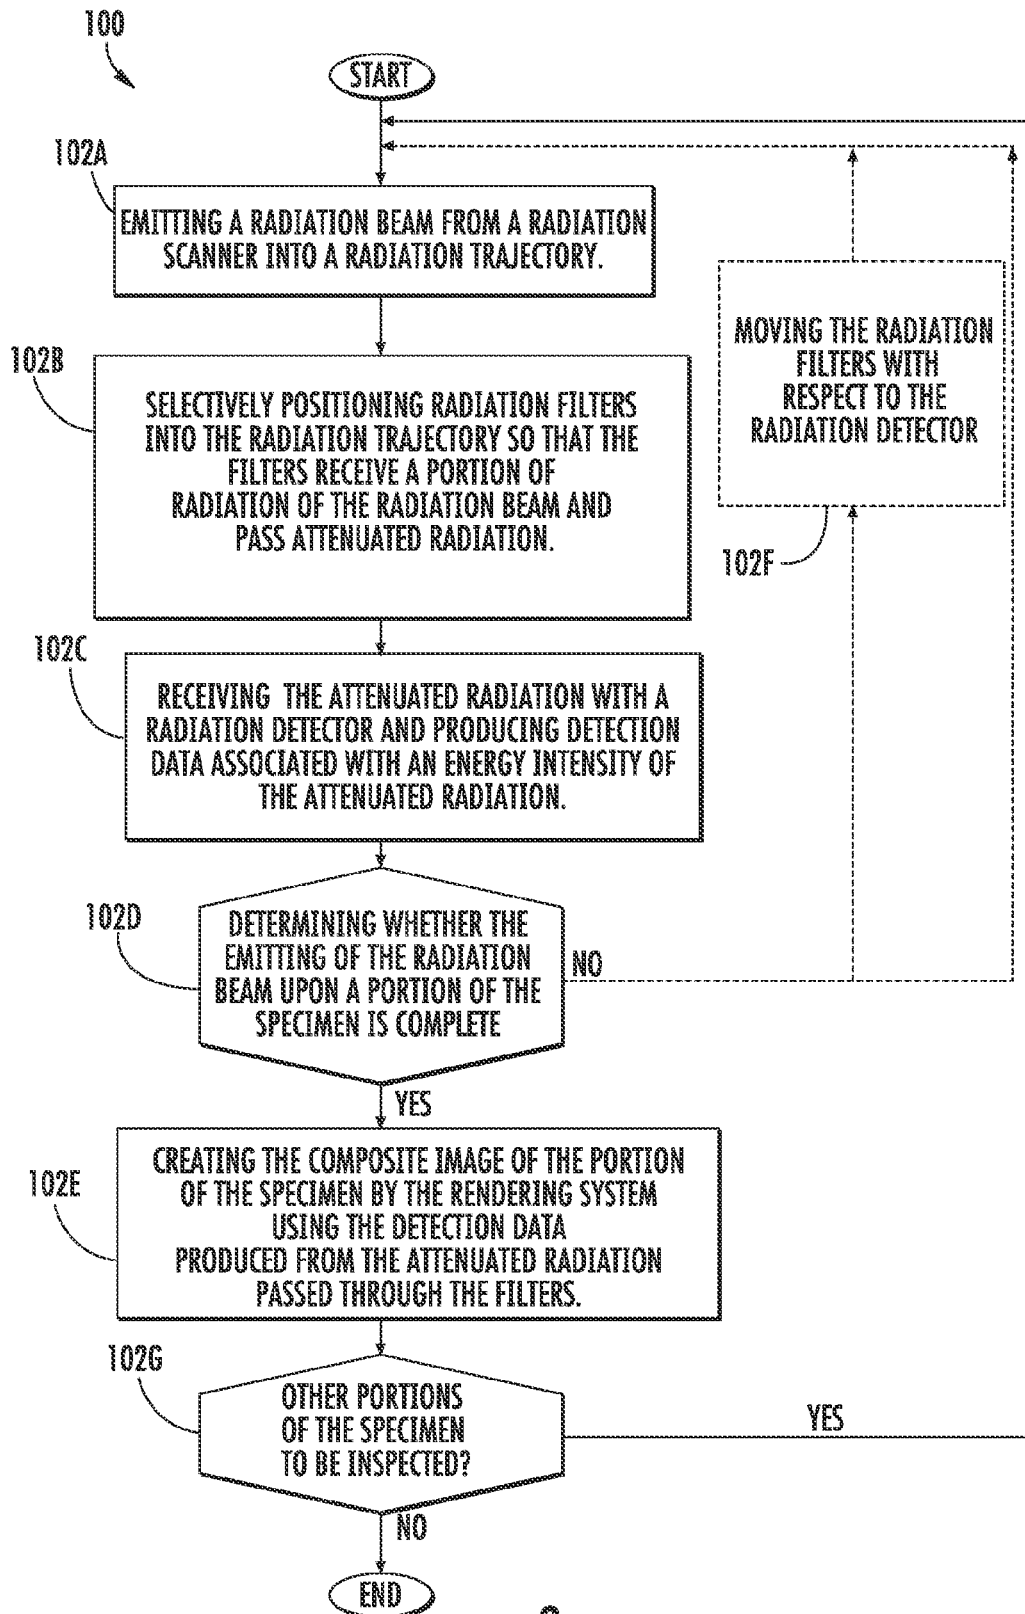 100
START
102A
EMITTING A RADIATION BEAM FROM A RADIATION
SCANNER INTO A RADIATION TRAJECTORY.
102B
SELECTIVELY POSITIONING RADIATION FILTERS
INTO THE RADIATION TRAJECTORY SO THAT THE
FILTERS RECEIVE A PORTION OF
RADIATION OF THE RADIATION BEAM AND
PASS ATTENUATED RADIATION.
MOVING THE RADIATION
FILTERS WITH
RESPECT TO THE
RADIATION DETECTOR
102F
102C
RECEIVING THE ATTENUATED RADIATION WITH A
RADIATION DETECTOR AND PRODUCING DETECTION
DATA ASSOCIATED WITH AN ENERGY INTENSITY OF
THE ATTENUATED RADIATION.
102D
DETERMINING WHETHER THE
EMITTING OF THE RADIATION
BEAM UPON A PORTION OF THE
SPECIMEN IS COMPLETE
NO
YES
102E
CREATING THE COMPOSITE IMAGE OF THE PORTION
OF THE SPECIMEN BY THE RENDERING SYSTEM
USING THE DETECTION DATA
PRODUCED FROM THE ATTENUATED RADIATION
PASSED THROUGH THE FILTERS.
102G
OTHER PORTIONS
OF THE SPECIMEN
TO BE INSPECTED?
YES
NO
END